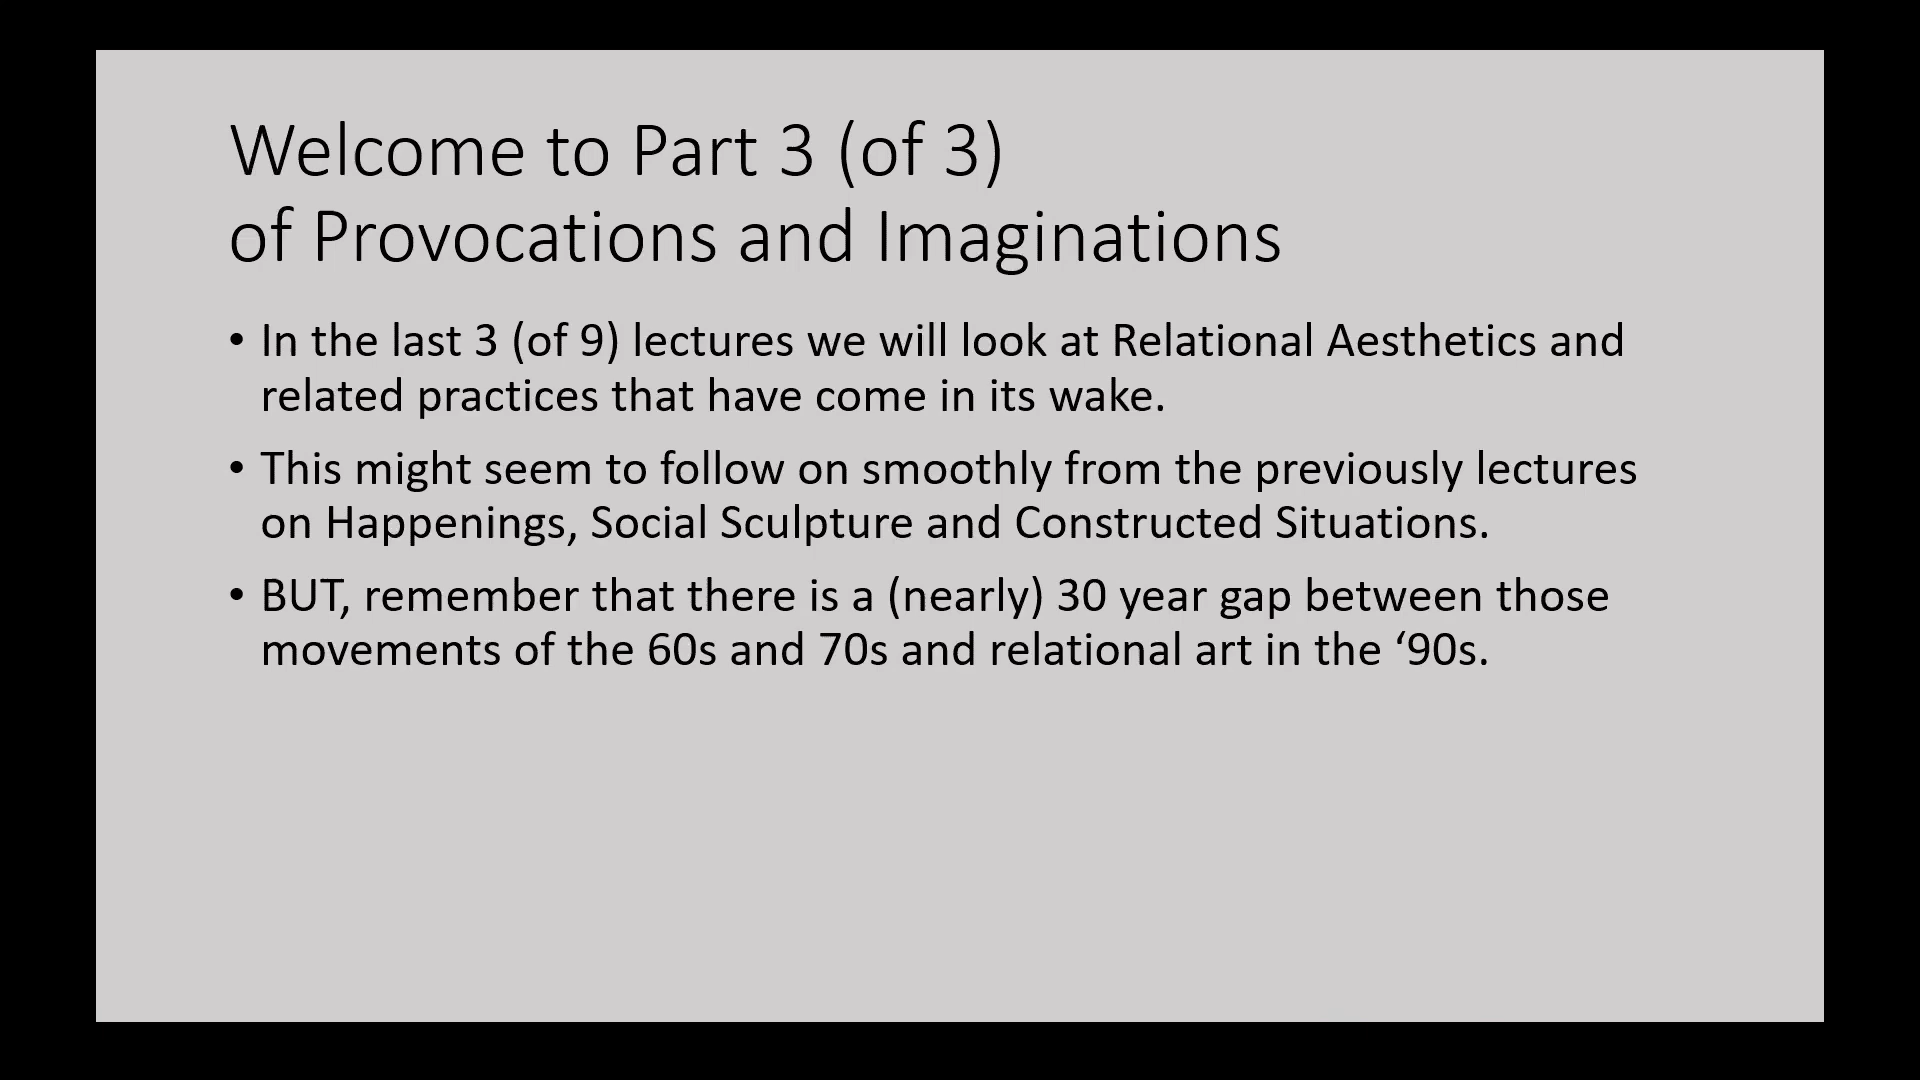 Welcome to Part 3 (of 3)
of Provocations and Imaginations
• In the last 3 (of 9) lectures we will look at Relational Aesthetics and
related practices that have come in its wake.
• This might seem to follow on smoothly from the previously lectures
on Happenings, Social Sculpture and Constructed Situations.
• BUT, remember that there is a (nearly) 30 year gap between those
movements of the 60s and 70s and relational art in the ‘90s.